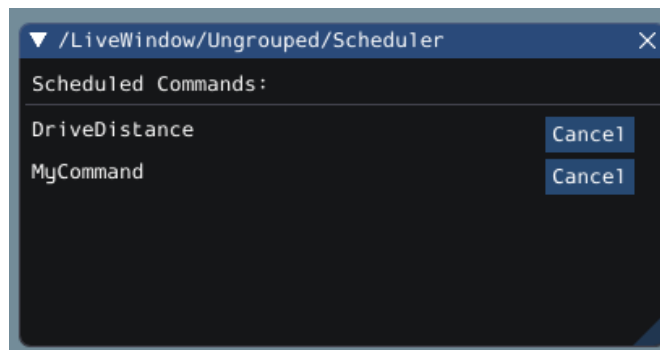 /LiveWindow/Ungrouped/Scheduler
Scheduled Commands:
DriveDistance Cancel
MyCommand Cancel